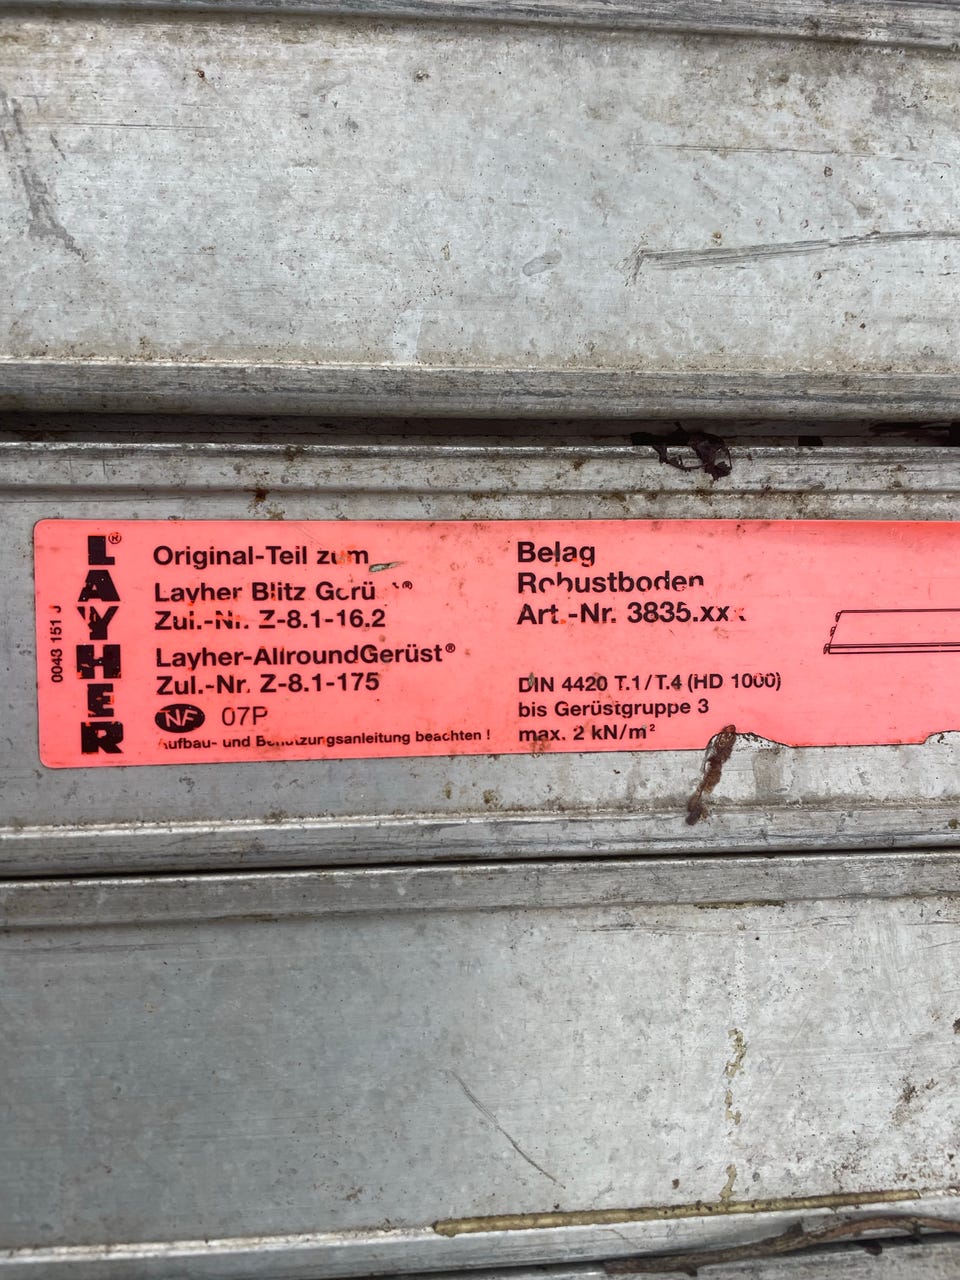 LAYHER®
0043 151
Original-Teil zum
Layher Blitz Gerü ®
Zul.-Nr. Z-8.1-16.2
Layher-AllroundGerüst®
Zul.-Nr. Z-8.1-175
NF 07P
Aufbau- und Benutzungsanleitung beachten !
Belag
Robustboden
Art.-Nr. 3835.xxx
DIN 4420 T.1/T.4 (HD 1000)
bis Gerüstgruppe 3
max. 2 kN/m²